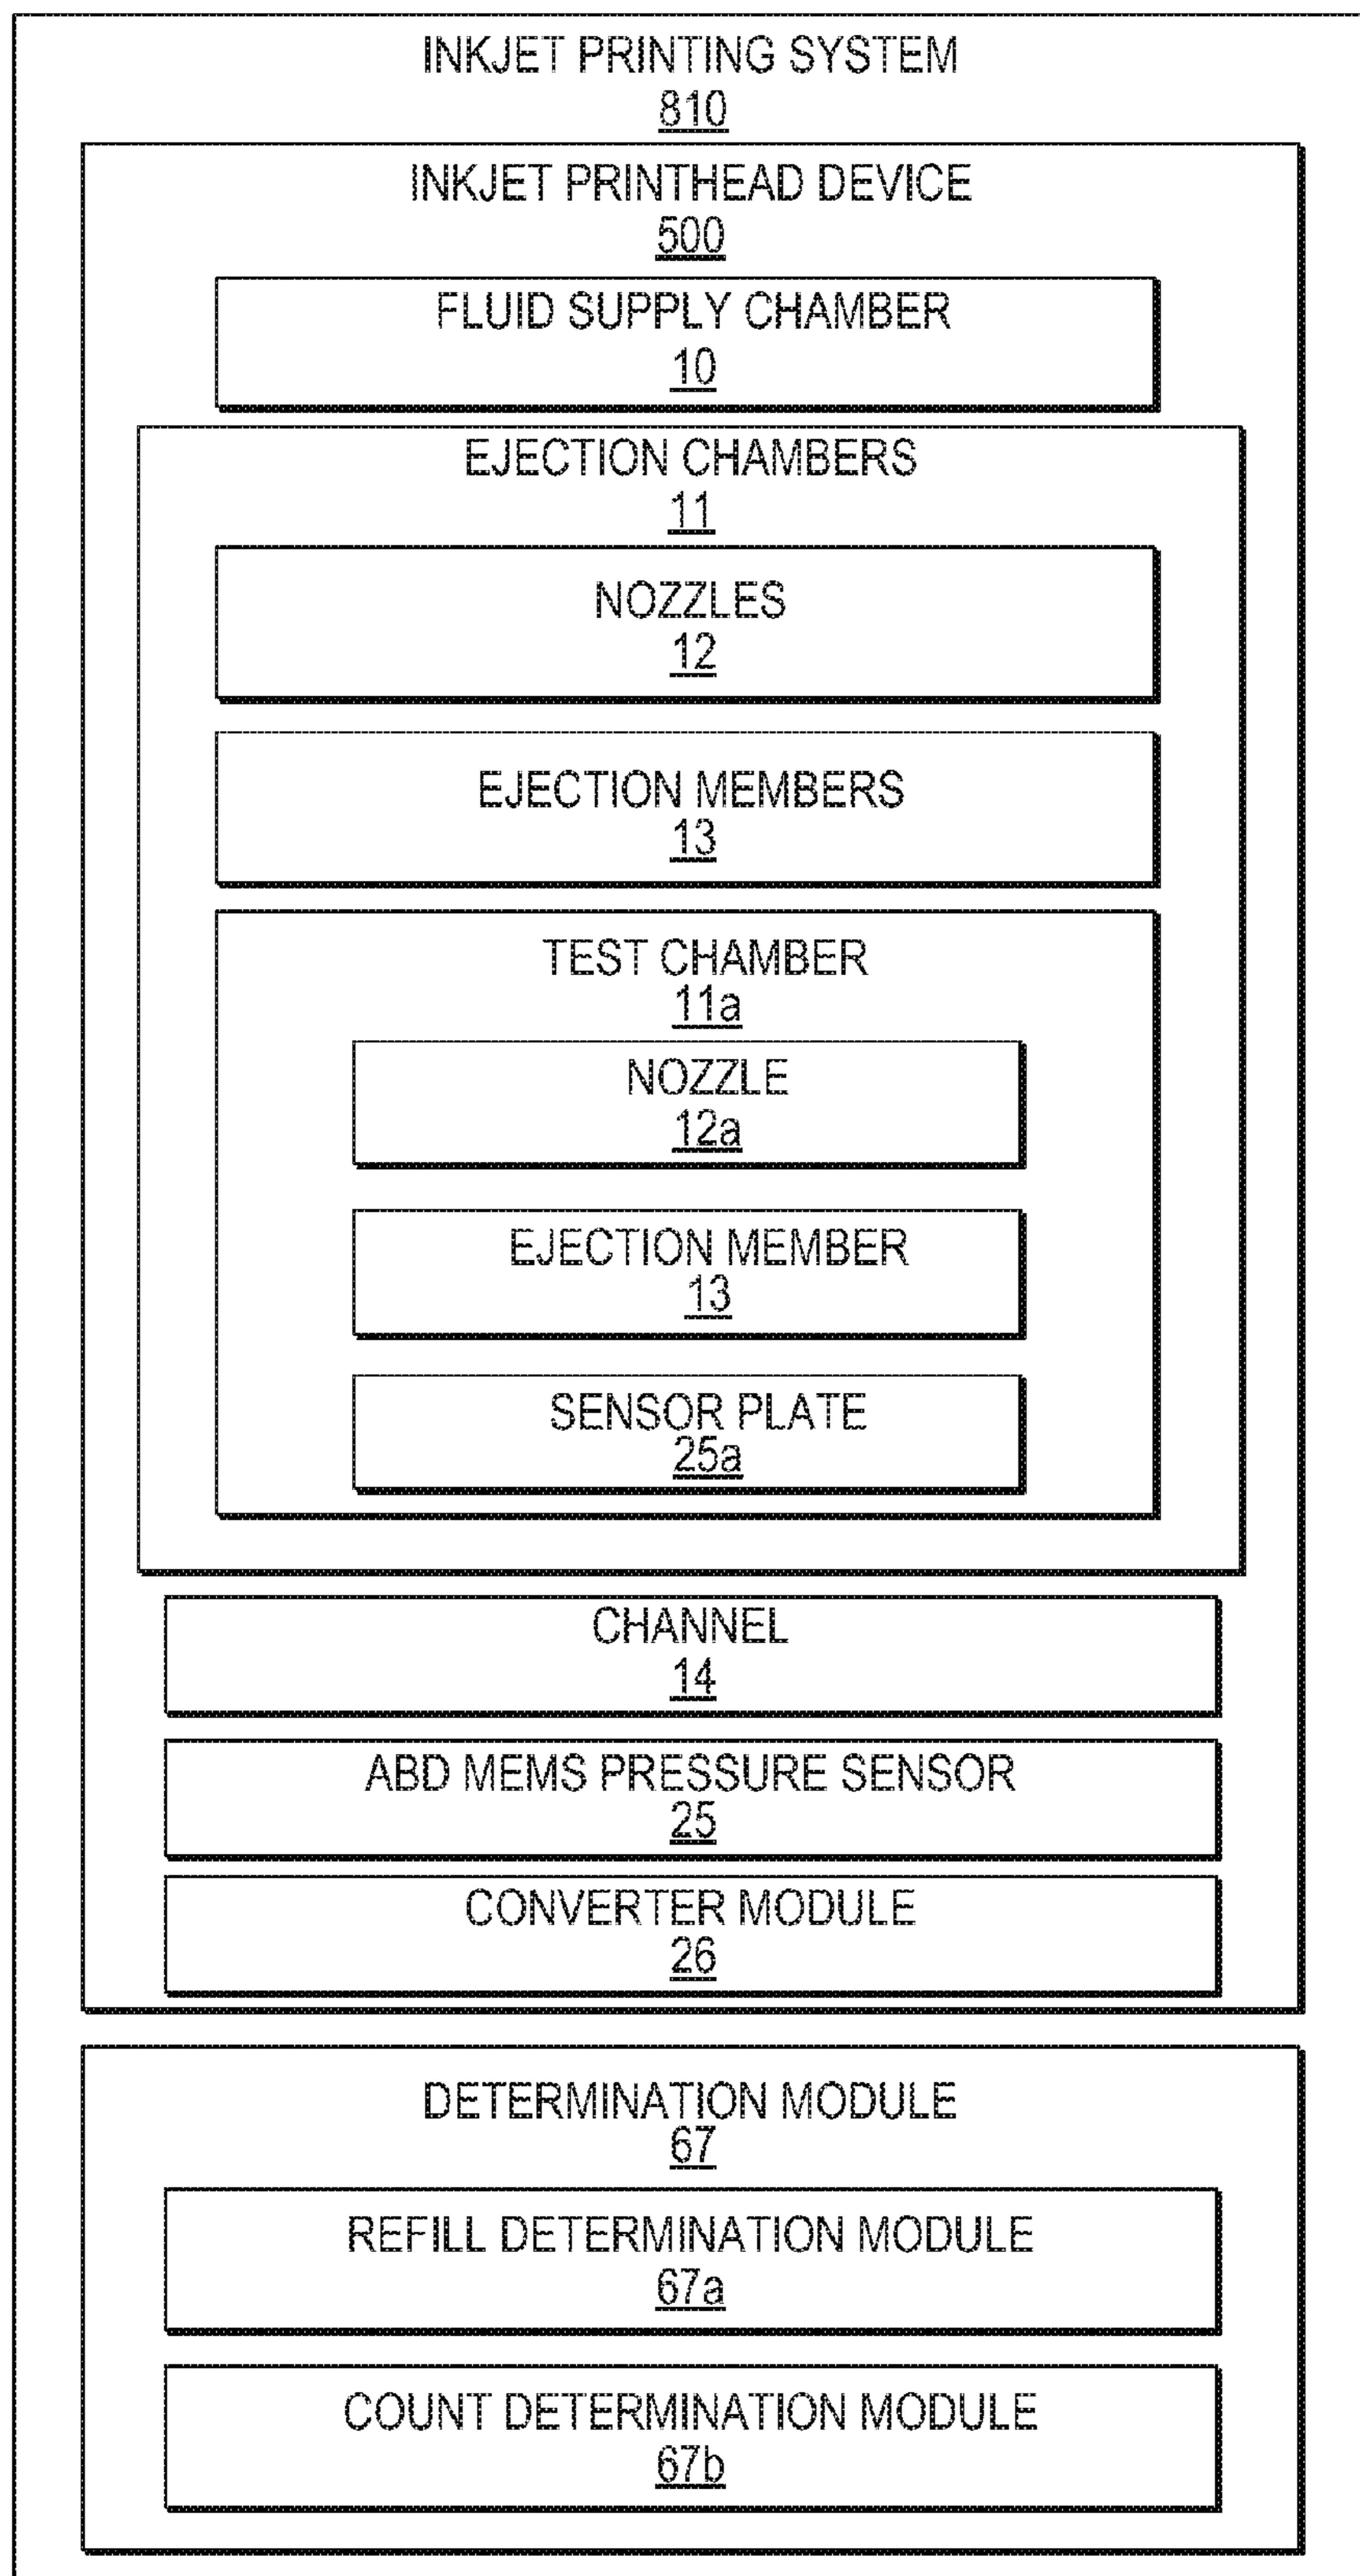 INKJET PRINTING SYSTEM
810
INKJET PRINTHEAD DEVICE
500
FLUID SUPPLY CHAMBER
10
EJECTION CHAMBERS
11
NOZZLES
12
EJECTION MEMBERS
13
TEST CHAMBER
11a
NOZZLE
12a
EJECTION MEMBER
13
SENSOR PLATE
25a
CHANNEL
14
ABD MEMS PRESSURE SENSOR
25
CONVERTER MODULE
26
DETERMINATION MODULE
67
REFILL DETERMINATION MODULE
67a
COUNT DETERMINATION MODULE
67b